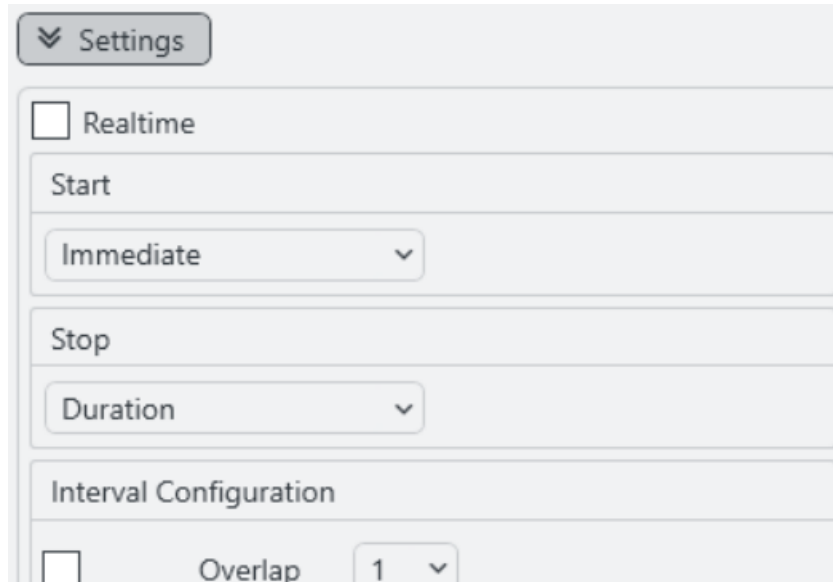 Settings
Realtime
Start
Immediate
Stop
Duration
Interval Configuration
Overlap 1